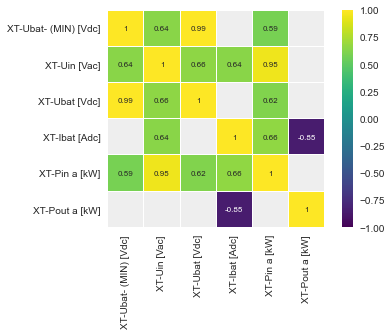 XT-Ubat- (MIN) [Vdc] 1 0.64 0.99 0.59
XT-Uin [Vac] 0.64 1 0.66 0.64 0.95
XT-Ubat [Vdc] 0.99 0.66 1 0.62
XT-Ibat [Adc] 0.64 1 0.66 -0.85
XT-Pin a [kW] 0.59 0.95 0.62 0.66 1
XT-Pout a [kW] -0.85 1
XT-Ubat- (MIN) [Vdc]
XT-Uin [Vac]
XT-Ubat [Vdc]
XT-Ibat [Adc]
XT-Pin a [kW]
XT-Pout a [kW]
1.00
0.75
0.50
0.25
0.00
−0.25
−0.50
−0.75
−1.00